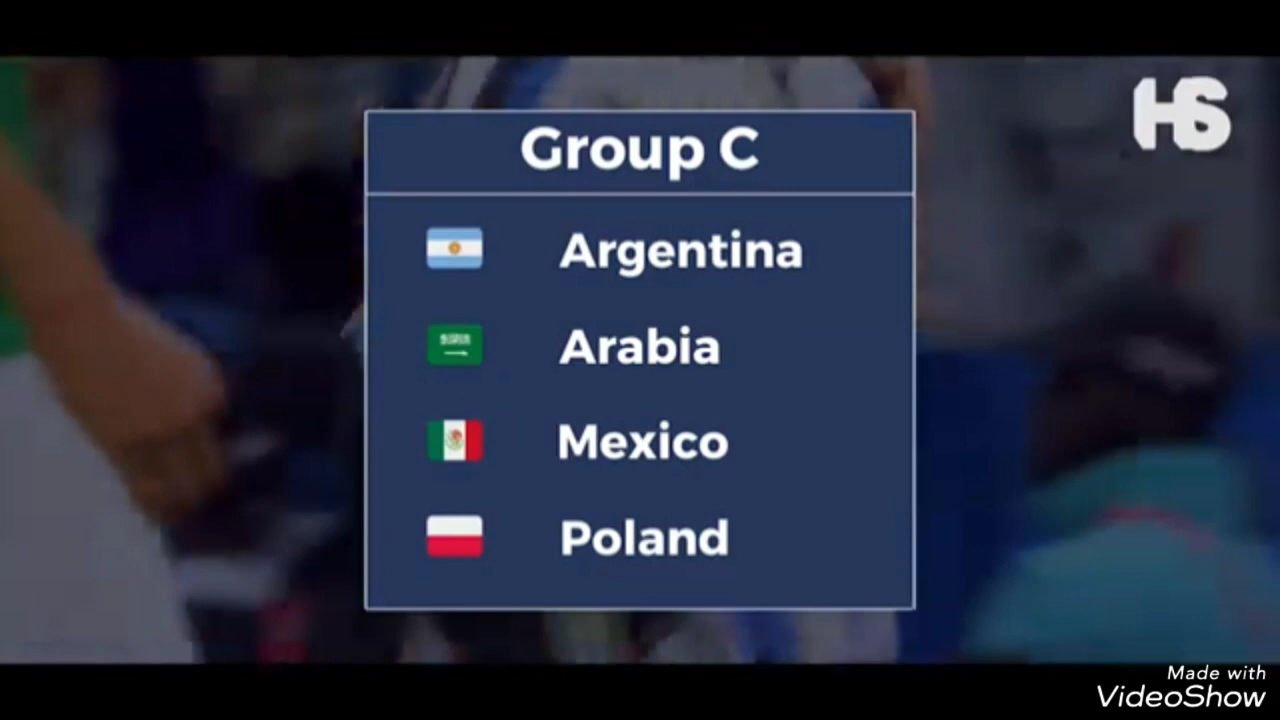 HS
Group C
Argentina
Arabia
Mexico
Poland
Made with
VideoShow